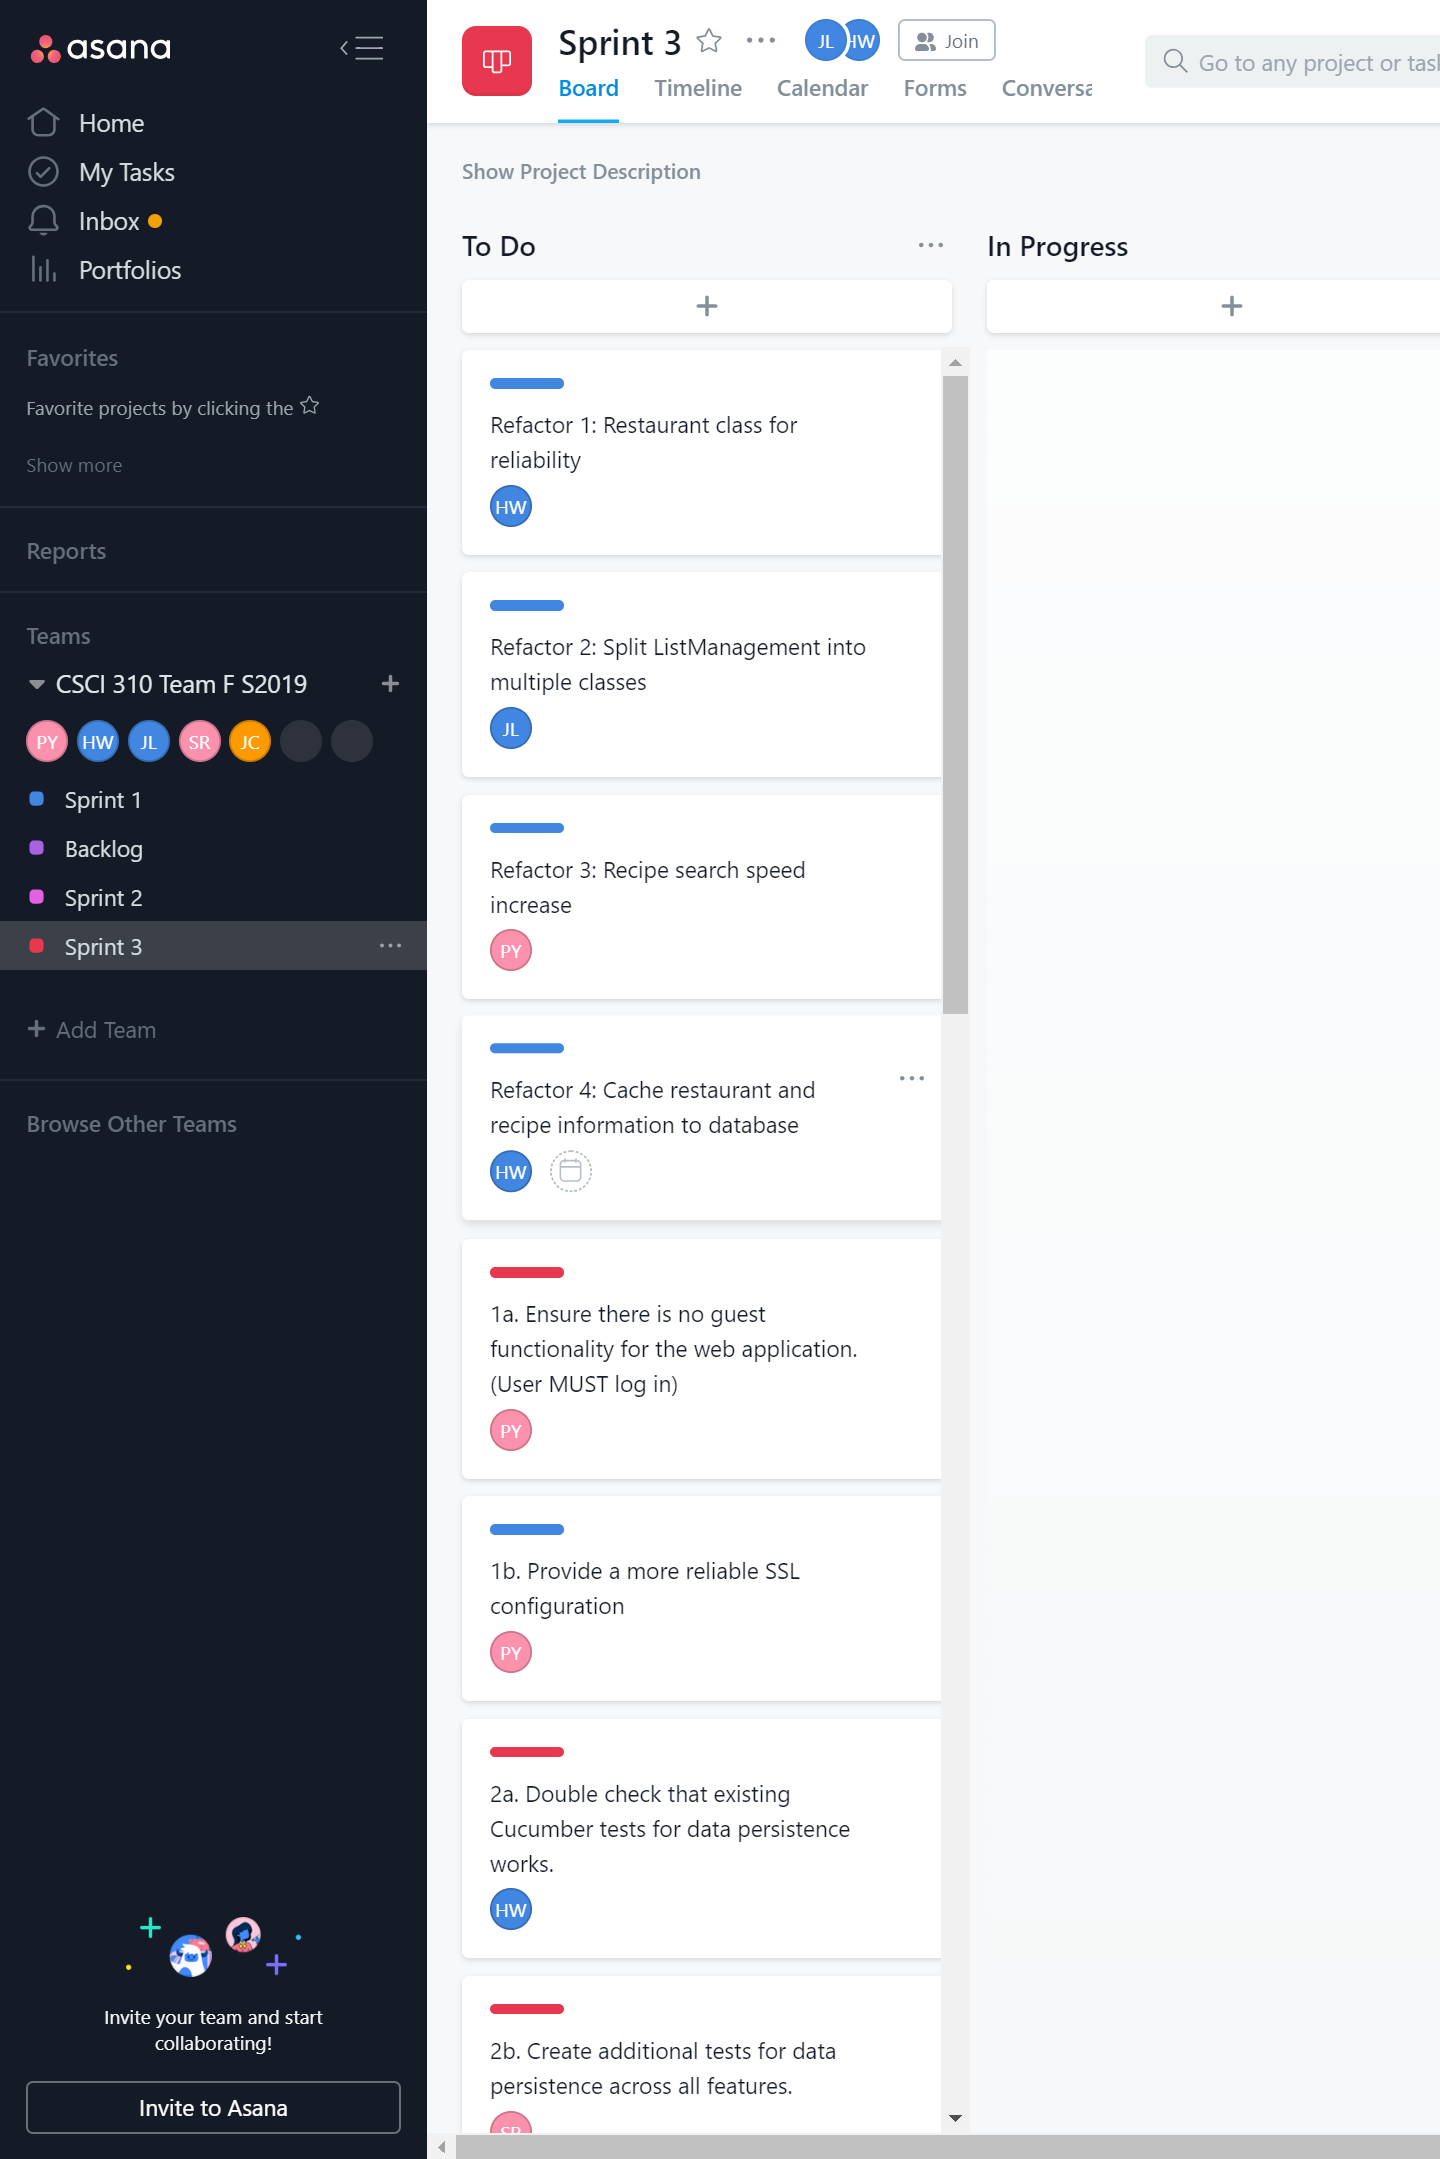 asana
Home
My Tasks
Inbox
Portfolios
Favorites
Favorite projects by clicking the
Show more
Reports
Teams
CSCI 310 Team F S2019
PY HW JL SR JC
Sprint 1
Backlog
Sprint 2
Sprint 3
Add Team
Browse Other Teams
Invite your team and start
collaborating!
Invite to Asana
Sprint 3
JL HW
Join
Go to any project or task
Board Timeline Calendar Forms Conversa
Show Project Description
To Do
Refactor 1: Restaurant class for
reliability
HW
Refactor 2: Split ListManagement into
multiple classes
JL
Refactor 3: Recipe search speed
increase
PY
Refactor 4: Cache restaurant and
recipe information to database
HW
1a. Ensure there is no guest
functionality for the web application.
(User MUST log in)
PY
1b. Provide a more reliable SSL
configuration
PY
2a. Double check that existing
Cucumber tests for data persistence
works.
HW
2b. Create additional tests for data
persistence across all features.
SR
In Progress